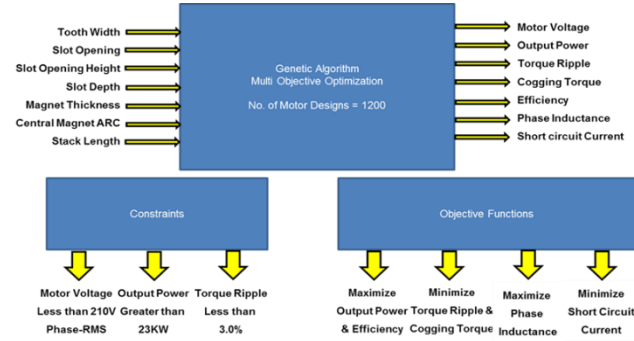 Tooth Width
Slot Opening
Slot Opening Height
Slot Depth
Magnet Thickness
Central Magnet ARC
Stack Length
Genetic Algorithm
Multi Objective Optimization
No. of Motor Designs = 1200
Motor Voltage
Output Power
Torque Ripple
Cogging Torque
Efficiency
Phase Inductance
Short circuit Current
Constraints
Motor Voltage
Less than 210V
Phase-RMS
Output Power
Greater than
23KW
Torque Ripple
Less than
3.0%
Objective Functions
Maximize
Output Power
& Efficiency
Minimize
Torque Ripple &
Cogging Torque
Maximize
Phase
Inductance
Minimize
Short Circuit
Current